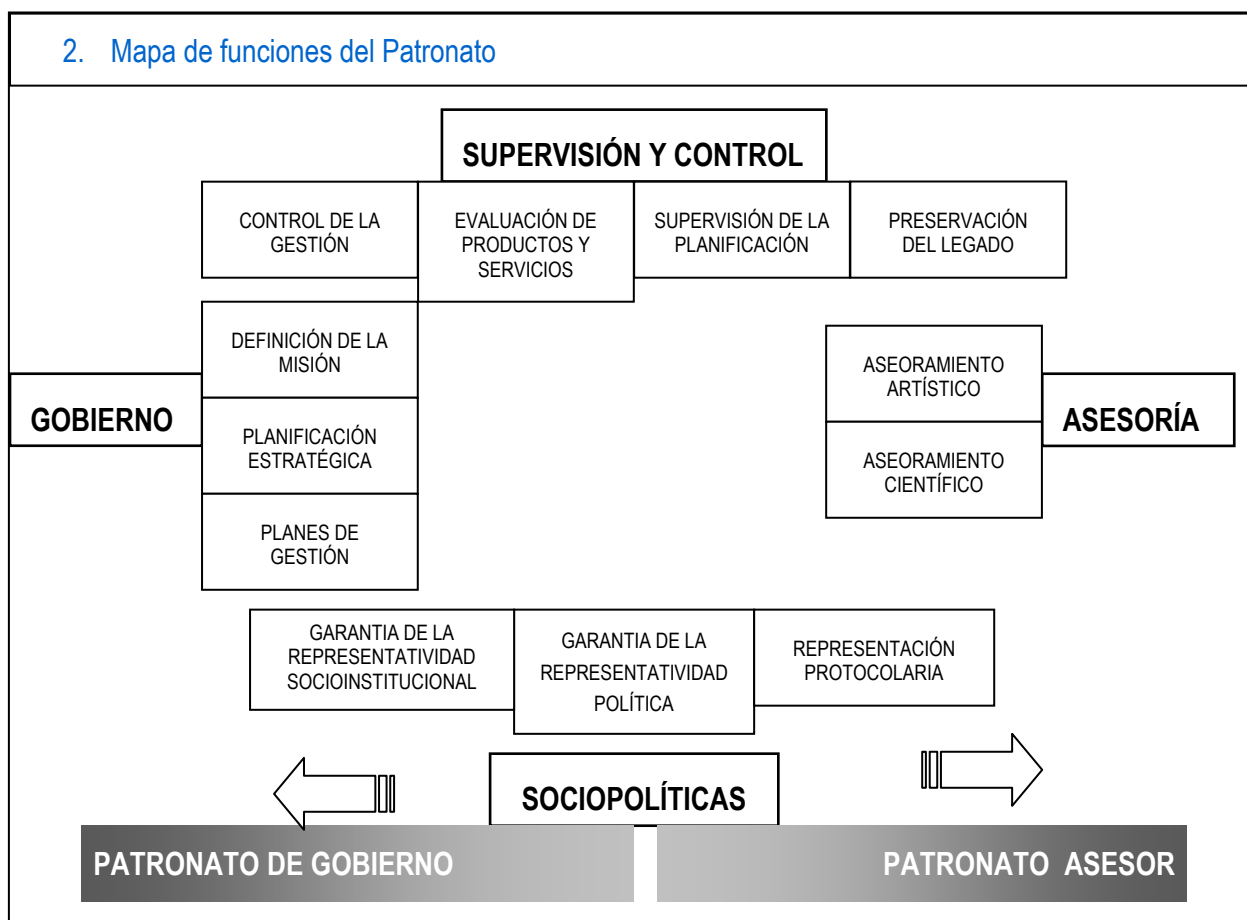 2. Mapa de funciones del Patronato
SUPERVISIÓN Y CONTROL
CONTROL DE LA
GESTIÓN
EVALUACIÓN DE
PRODUCTOS Y
SERVICIOS
SUPERVISIÓN DE LA
PLANIFICACIÓN
PRESERVACIÓN
DEL LEGADO
GOBIERNO
DEFINICIÓN DE LA
MISIÓN
PLANIFICACIÓN
ESTRATÉGICA
PLANES DE
GESTIÓN
ASEORAMIENTO
ARTÍSTICO
ASEORAMIENTO
CIENTÍFICO
ASESORÍA
GARANTIA DE LA
REPRESENTATIVIDAD
SOCIOINSTITUCIONAL
GARANTIA DE LA
REPRESENTATIVIDAD
POLÍTICA
REPRESENTACIÓN
PROTOCOLARIA
SOCIOPOLÍTICAS
PATRONATO DE GOBIERNO
PATRONATO ASESOR